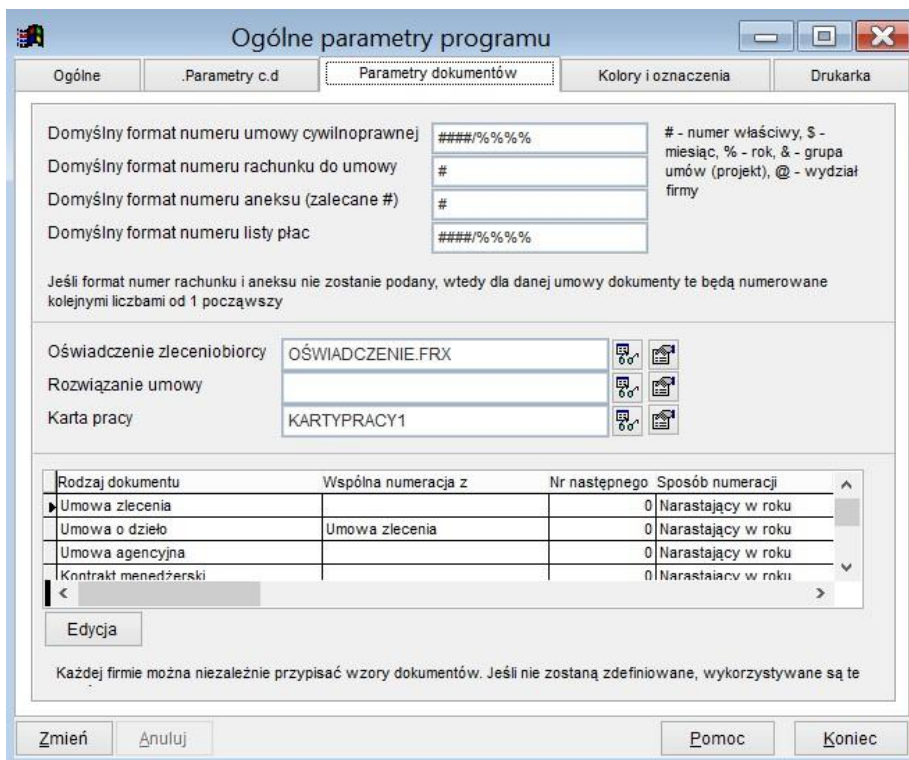 Ogólne parametry programu
Ogólne
.Parametry c.d
Parametry dokumentów
Kolory i oznaczenia
Drukarka
Domyślny format numeru umowy cywilnoprawnej
####/%%%%
Domyślny format numeru rachunku do umowy
#
Domyślny format numeru aneksu (zalecane #)
#
Domyślny format numeru listy płac
####/%%%%
# - numer właściwy, $ -
miesiąc, % - rok, & - grupa
umów (projekt), @ - wydział
firmy
Jeśli format numer rachunku i aneksu nie zostanie podany, wtedy dla danej umowy dokumenty te będą numerowane
kolejnymi liczbami od 1 począwszy
Oświadczenie zleceniobiorcy
OŚWIADCZENIE.FRX
Rozwiązanie umowy
Karta pracy
KARTYPRACY1
Rodzaj dokumentu Wspólna numeracja z Nr następnego Sposób numeracji
Umowa zlecenia 0 Narastający w roku
Umowa o dzieło Umowa zlecenia 0 Narastający w roku
Umowa agencyjna 0 Narastający w roku
Kontrakt menedżerski 0 Narastający w roku
Edycja
Każdej firmie można niezależnie przypisać wzory dokumentów. Jeśli nie zostaną zdefiniowane, wykorzystywane są te
Zmień
Anuluj
Pomoc
Koniec